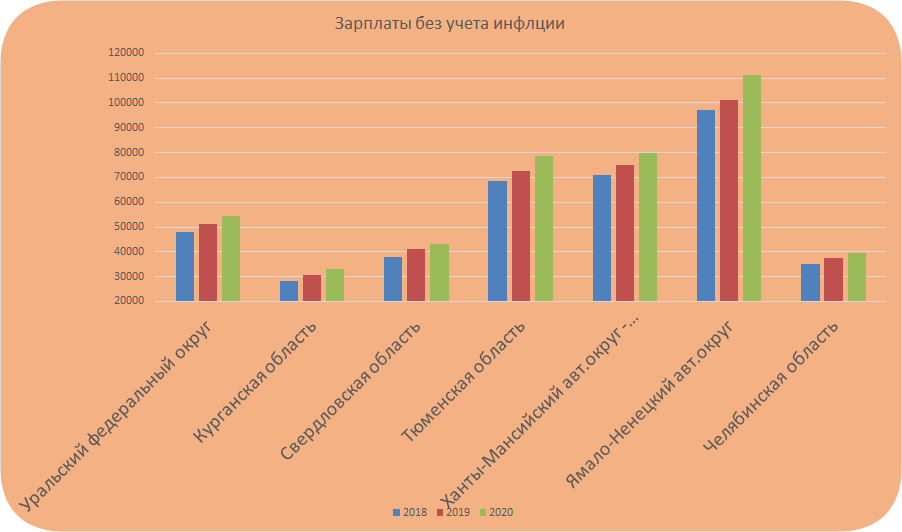 Зарплаты без учета инфлции
120000
110000
100000
90000
80000
70000
60000
50000
40000
30000
20000
Уральский федеральный округ
Курганская область
Свердловская область
Тюменская область
Ханты-Мансийский авт.округ -...
Ямало-Ненецкий авт.округ
Челябинская область
2018 2019 2020